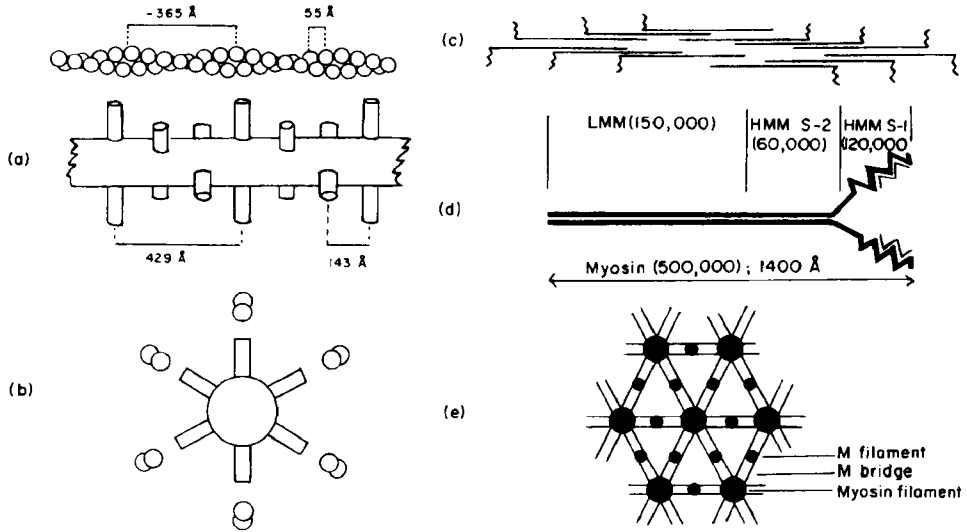 -365 Å
55 Å
(a)
429 Å
143 Å
(b)
(c)
LMM(150,000)
HMM S-2
(60,000)
HMM S-1
(120,000)
(d)
Myosin (500,000) ; 1400 Å
(e)
M filament
M bridge
Myosin filament